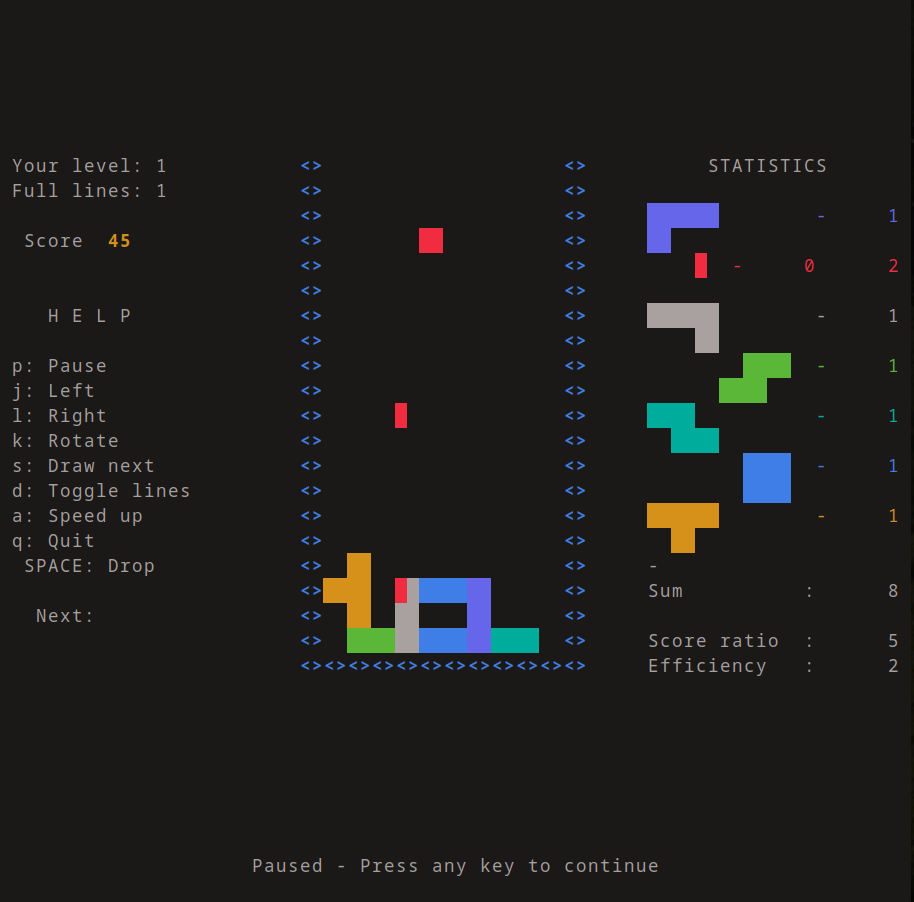 Your level: 1 <> <> STATISTICS
Full lines: 1 <> <>
<> <> - 1
Score 45 <> <>
<> <> - 0 2
<> <>
H E L P <> <> - 1
<> <>
p: Pause <> <> - 1
j: Left <> <>
l: Right <> <> - 1
k: Rotate <> <>
s: Draw next <> <> - 1
d: Toggle lines <> <>
a: Speed up <> <> - 1
q: Quit <> <>
SPACE: Drop <> <> -
<> <> Sum : 8
Next: <> <>
<> <> Score ratio : 5
<><><><><><><><><><><><> Efficiency : 2
Paused - Press any key to continue